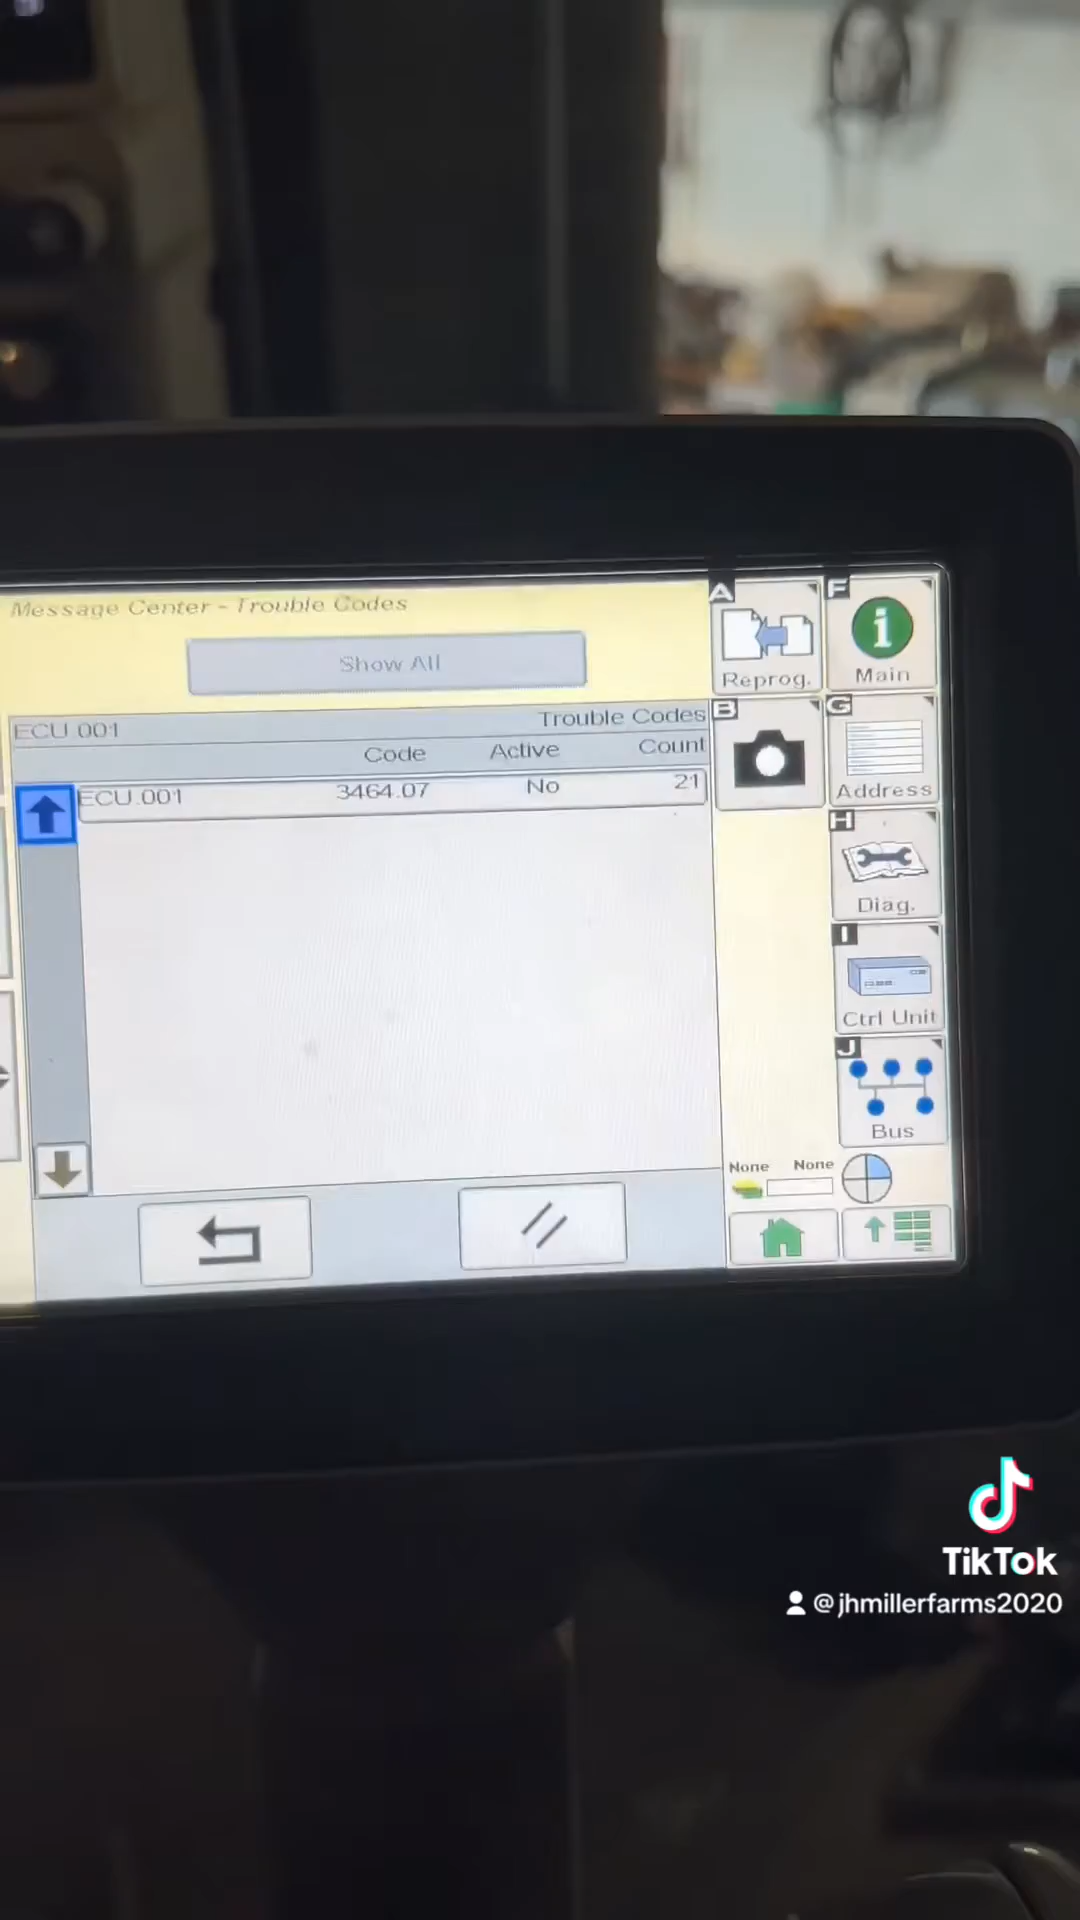 Message Center - Trouble Codes
Show All
ECU 001 Trouble Codes
Code Active Count
ECU.001 3464.07 No 21
A
Reprog.
B
F
Main
G
Address
H
Diag.
I
Ctrl Unit
J
Bus
None None
TikTok
@jhmillerfarms2020